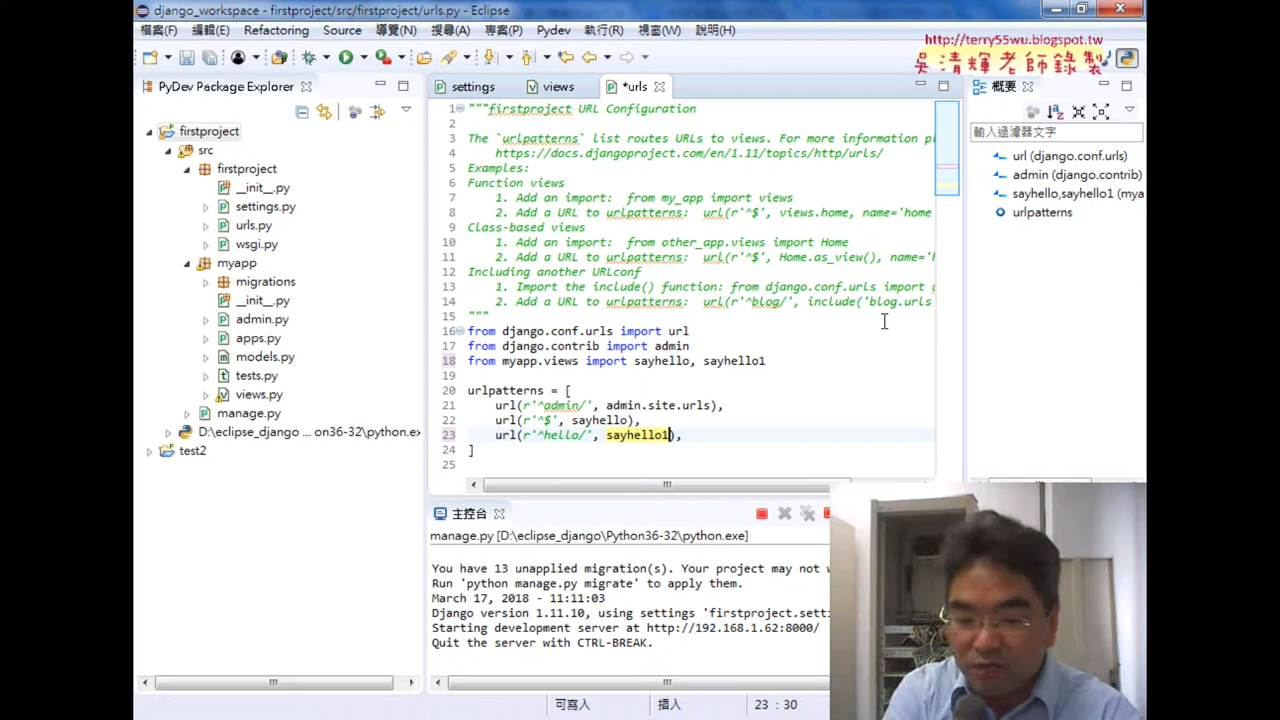 django_workspace - firstproject/src/firstproject/urls.py - Eclipse
檔案(F) 編輯(E) Refactoring Source 導覽(N) 搜尋(A) 專案(P) Pydev 執行(R) 視窗(W) 說明(H)
http://terry55wu.blogspot.tw
吳清輝老師錄製
PyDev Package Explorer
firstproject
src
firstproject
__init__.py
settings.py
urls.py
wsgi.py
myapp
migrations
__init__.py
admin.py
apps.py
models.py
tests.py
views.py
manage.py
D:\eclipse_django ... on36-32\python.exe
test2
settings views *urls
1 """firstproject URL Configuration
2
3 The `urlpatterns` list routes URLs to views. For more information pl
4 https://docs.djangoproject.com/en/1.11/topics/http/urls/
5 Examples:
6 Function views
7 1. Add an import: from my_app import views
8 2. Add a URL to urlpatterns: url(r'^$', views.home, name='home
9 Class-based views
10 1. Add an import: from other_app.views import Home
11 2. Add a URL to urlpatterns: url(r'^$', Home.as_view(), name='h
12 Including another URLconf
13 1. Import the include() function: from django.conf.urls import
14 2. Add a URL to urlpatterns: url(r'^blog/', include('blog.urls
15 """
16 from django.conf.urls import url
17 from django.contrib import admin
18 from myapp.views import sayhello, sayhello1
19
20 urlpatterns = [
21 url(r'^admin/', admin.site.urls),
22 url(r'^$', sayhello),
23 url(r'^hello/', sayhello1),
24 ]
25
概要
輸入過濾器文字
url (django.conf.urls)
admin (django.contrib)
sayhello,sayhello1 (mya
urlpatterns
主控台
manage.py [D:\eclipse_django\Python36-32\python.exe]
You have 13 unapplied migration(s). Your project may not w
Run 'python manage.py migrate' to apply them.
March 17, 2018 - 11:11:03
Django version 1.11.10, using settings 'firstproject.setti
Starting development server at http://192.168.1.62:8000/
Quit the server with CTRL-BREAK.
可寫入 插入 23 : 30